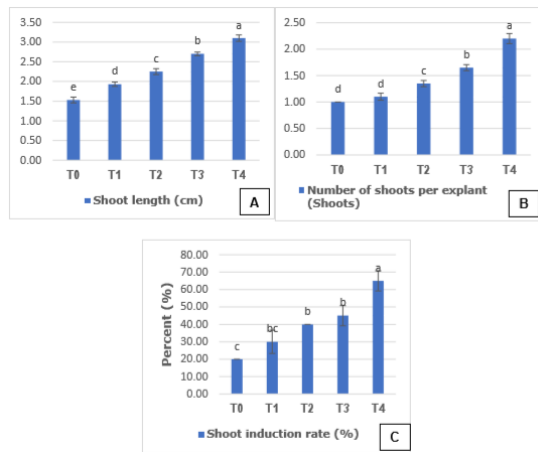 3.50
3.00
2.50
2.00
1.50
1.00
0.50
0.00
e
d
c
b
a
T0 T1 T2 T3 T4
Shoot length (cm)
A
2.50
2.00
1.50
1.00
0.50
0.00
d
d
c
b
a
T0 T1 T2 T3 T4
Number of shoots per explant
(Shoots)
B
Percent (%)
80.00
70.00
60.00
50.00
40.00
30.00
20.00
10.00
0.00
c
bc
b
b
a
T0 T1 T2 T3 T4
Shoot induction rate (%)
C